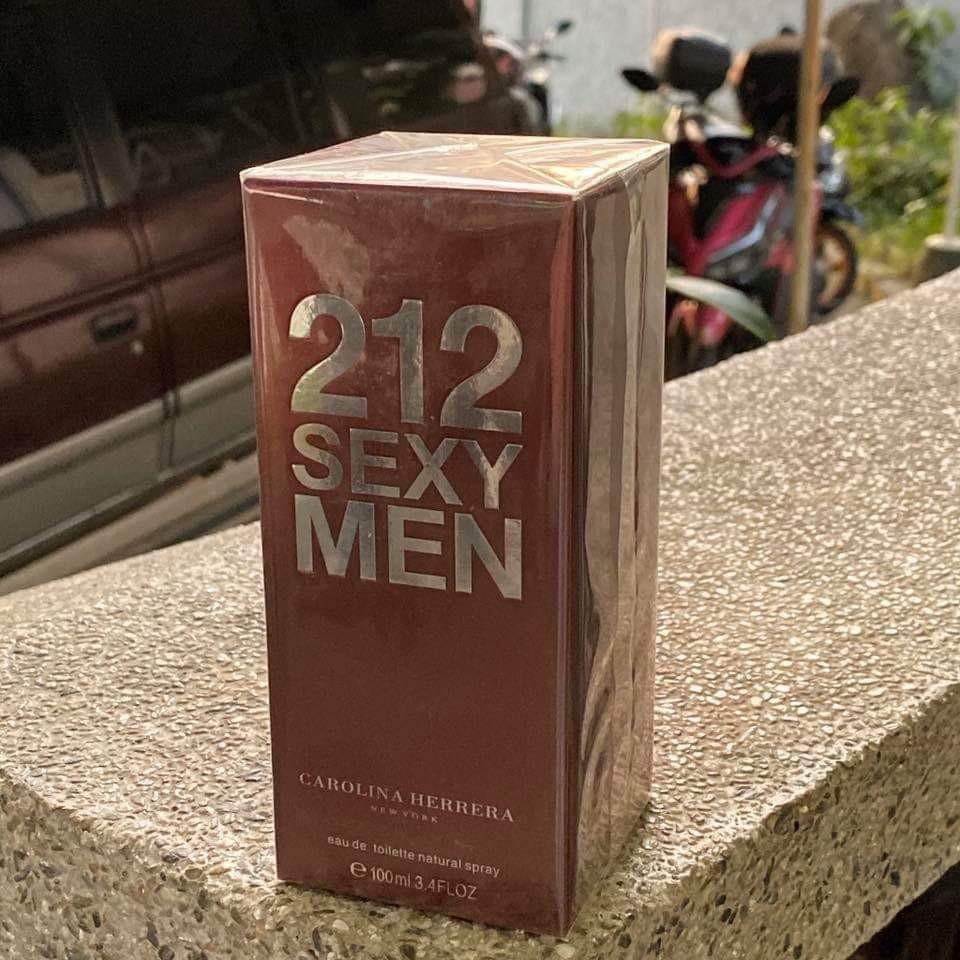 212
SEXY
MEN
CAROLINA HERRERA
NEW YORK
eau de toilette natural spray
e 100ml 3.4FLOZ